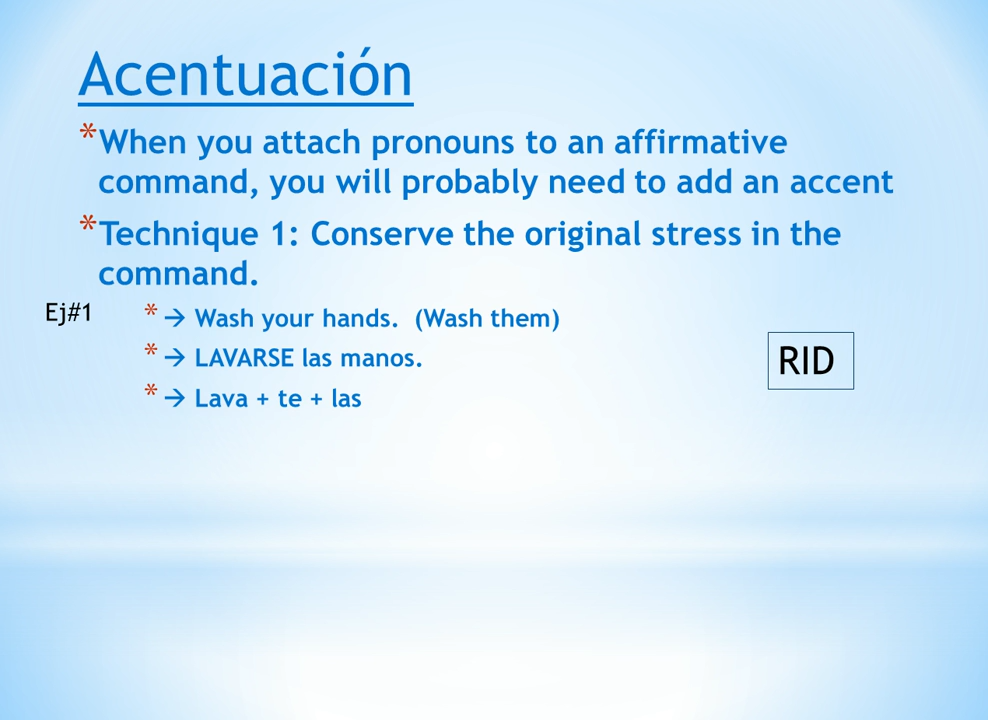 Acentuación
*When you attach pronouns to an affirmative
command, you will probably need to add an accent
*Technique 1: Conserve the original stress in the
command.
Ej#1
* → Wash your hands.  (Wash them)
* → LAVARSE las manos.
RID
* → Lava + te + las